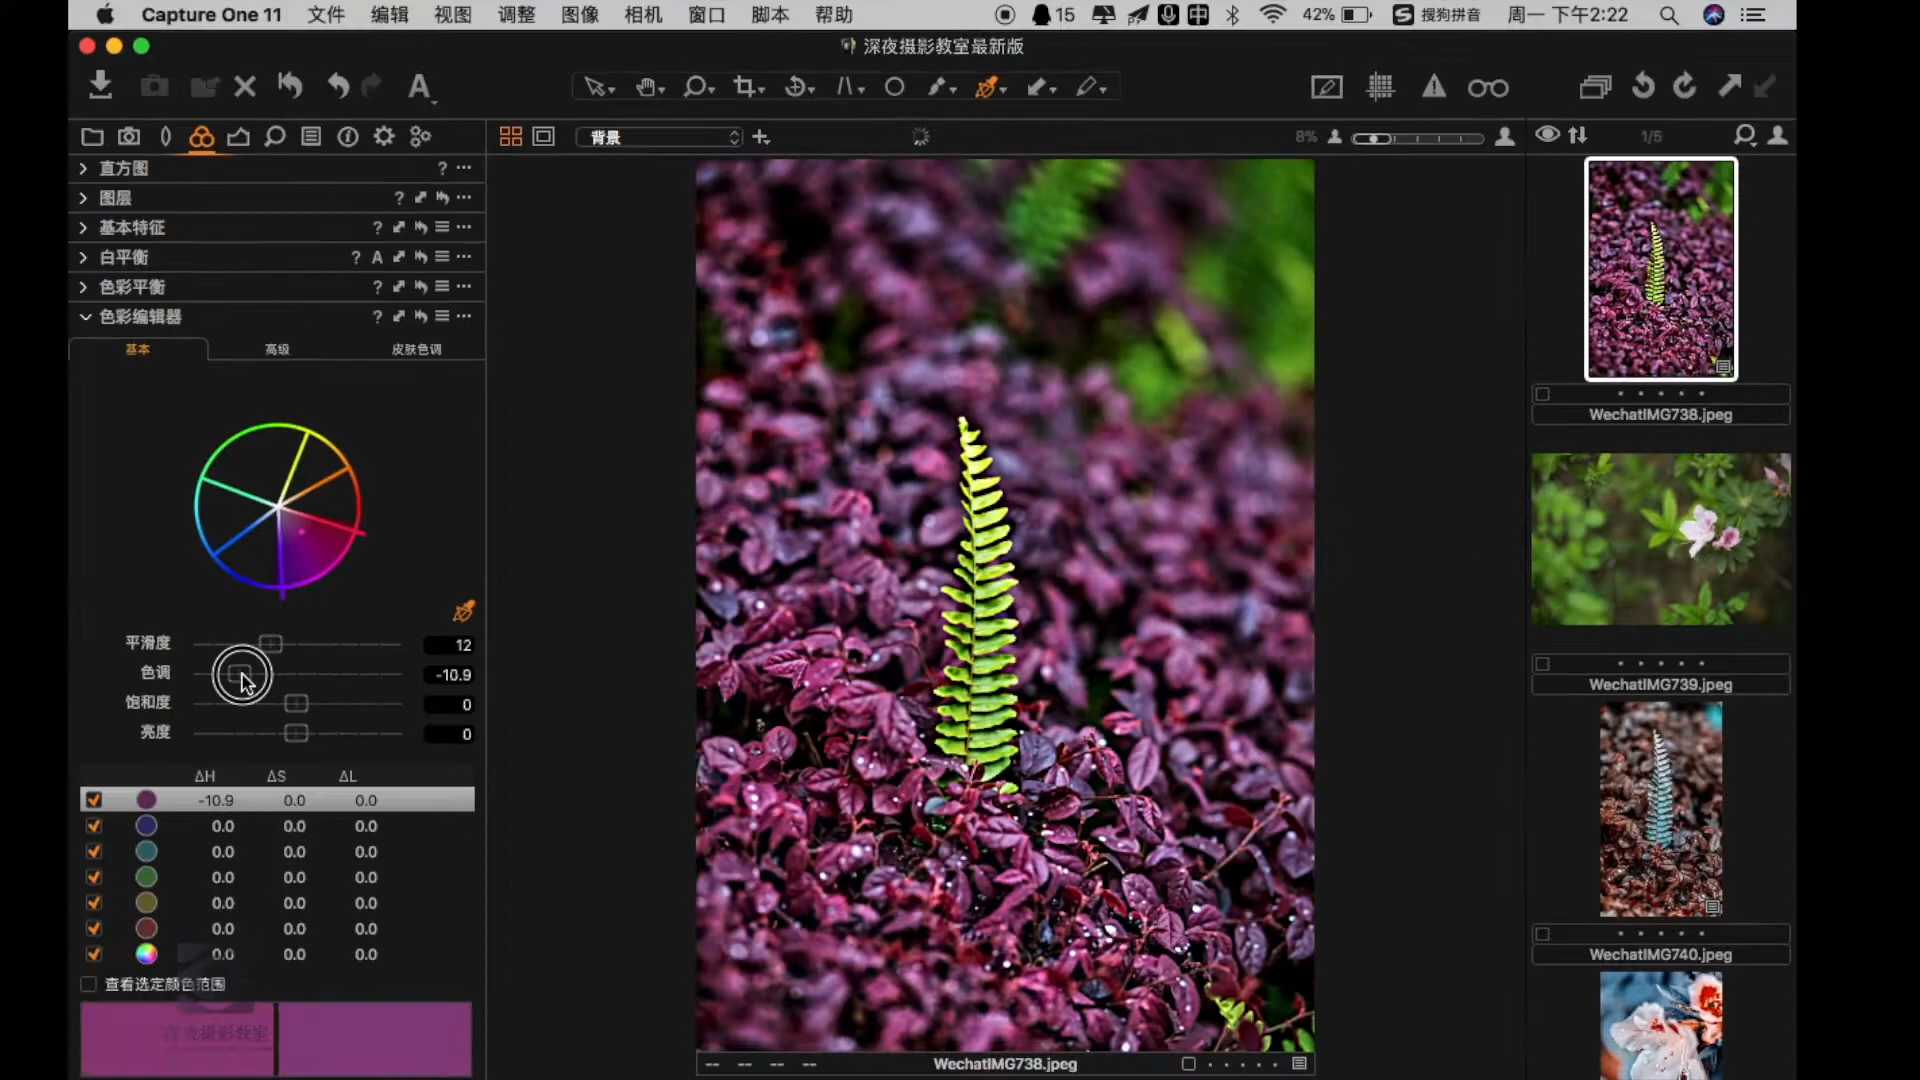 Capture One 11 文件 编辑 视图 调整 图像 相机 窗口 脚本 帮助 15 中 42% 搜狗拼音 周一 下午2:22
深夜摄影教室最新版
A
背景
8%
1/5
直方图 ?
图层 ?
基本特征 ?
白平衡 ? A
色彩平衡 ?
色彩编辑器 ?
基本 高级 皮肤色调
平滑度 12
色调 -10.9
饱和度 0
亮度 0
ΔH ΔS ΔL
-10.9 0.0 0.0
0.0 0.0 0.0
0.0 0.0 0.0
0.0 0.0 0.0
0.0 0.0 0.0
0.0 0.0 0.0
0.0 0.0 0.0
查看选定颜色范围
摄影教室
WechatIMG738.jpeg
WechatIMG738.jpeg
WechatIMG739.jpeg
WechatIMG740.jpeg